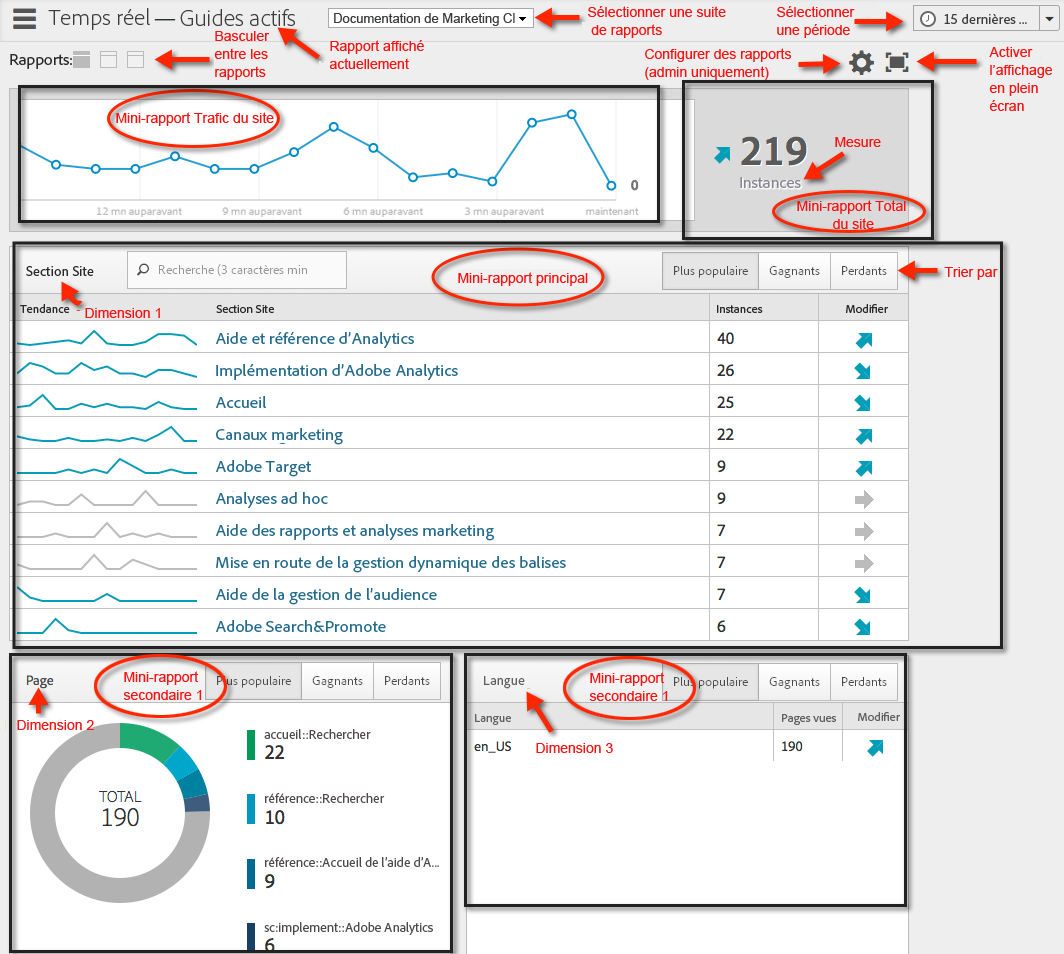 Temps réel — Guides actifs
Documentation de Marketing Cl
Sélectionner une suite
de rapports
Sélectionner
une période
15 dernières ...
Rapports:
Basculer
entre les
rapports
Rapport affiché
actuellement
Configurer des rapports
(admin uniquement)
Activer
l'affichage
en plein
écran
Mini-rapport Trafic du site
0
12 mn auparavant
9 mn auparavant
6 mn auparavant
3 mn auparavant
maintenant
219
Instances
Mesure
Mini-rapport Total
du site
Section Site
Recherche (3 caractères min
Mini-rapport principal
Plus populaire
Gagnants
Perdants
Trier par
Dimension 1
Tendance
Section Site
Instances
Modifier
Aide et référence d'Analytics
40
Implémentation d'Adobe Analytics
26
Accueil
25
Canaux marketing
22
Adobe Target
9
Analyses ad hoc
9
Aide des rapports et analyses marketing
7
Mise en route de la gestion dynamique des balises
7
Aide de la gestion de l'audience
7
Adobe Search&Promote
6
Page
Mini-rapport
secondaire 1
Plus populaire
Gagnants
Perdants
Dimension 2
TOTAL
190
accueil::Rechercher
22
référence::Rechercher
10
référence::Accueil de l'aide d'A...
9
sc:implement::Adobe Analytics
6
Langue
Mini-rapport
secondaire 1
Plus populaire
Gagnants
Perdants
Langue
Pages vues
Modifier
en_US
190
Dimension 3